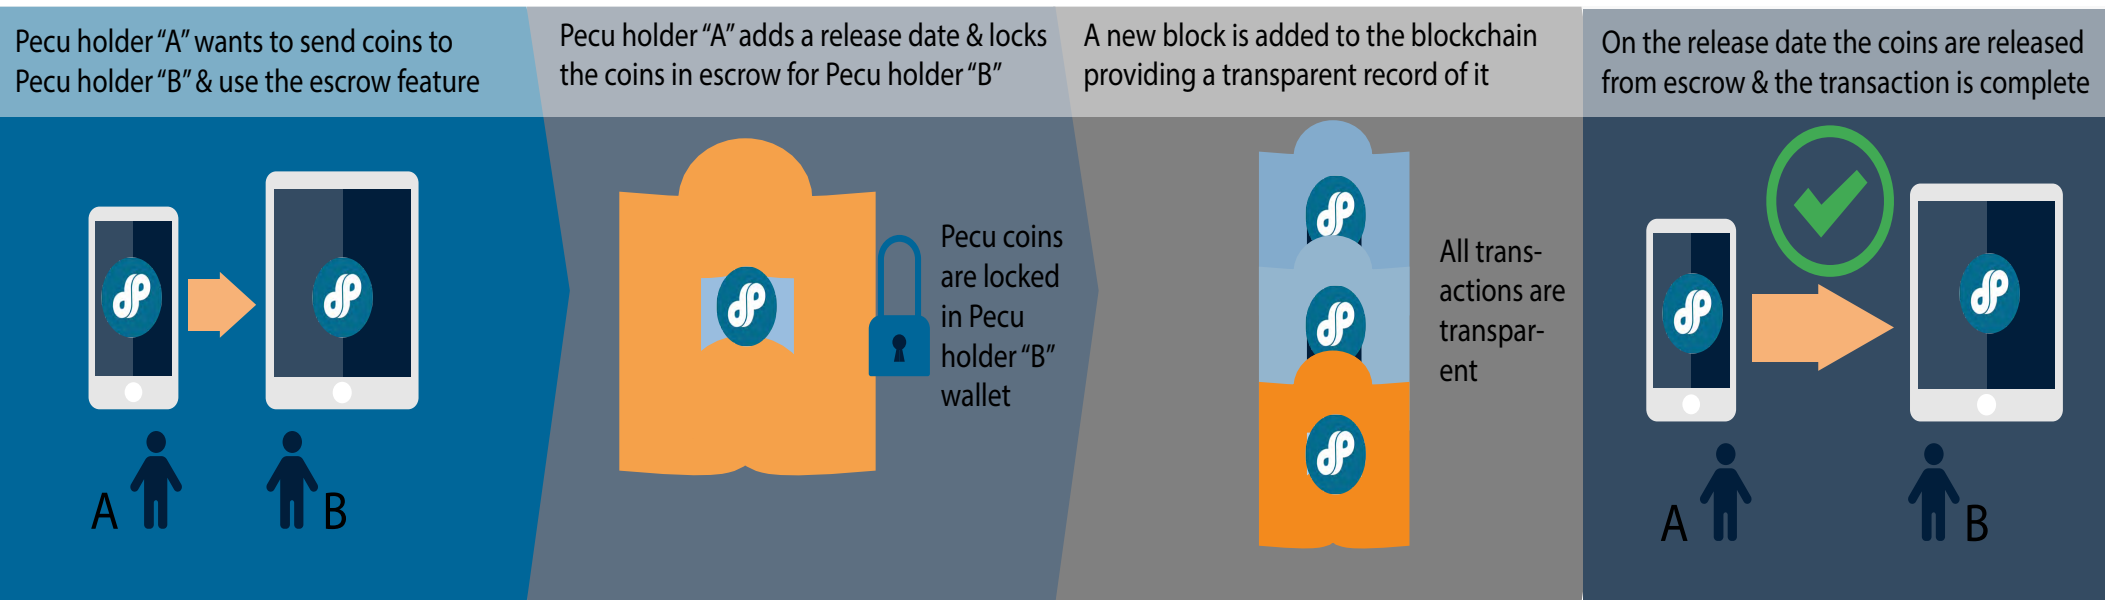 Pecu holder “A” wants to send coins to
Pecu holder “B” & use the escrow feature
Pecu holder “A” adds a release date & locks
the coins in escrow for Pecu holder “B”
A new block is added to the blockchain
providing a transparent record of it
On the release date the coins are released
from escrow & the transaction is complete
A
B
Pecu coins
are locked
in Pecu
holder “B”
wallet
All trans-
actions are
transpar-
ent
A
B